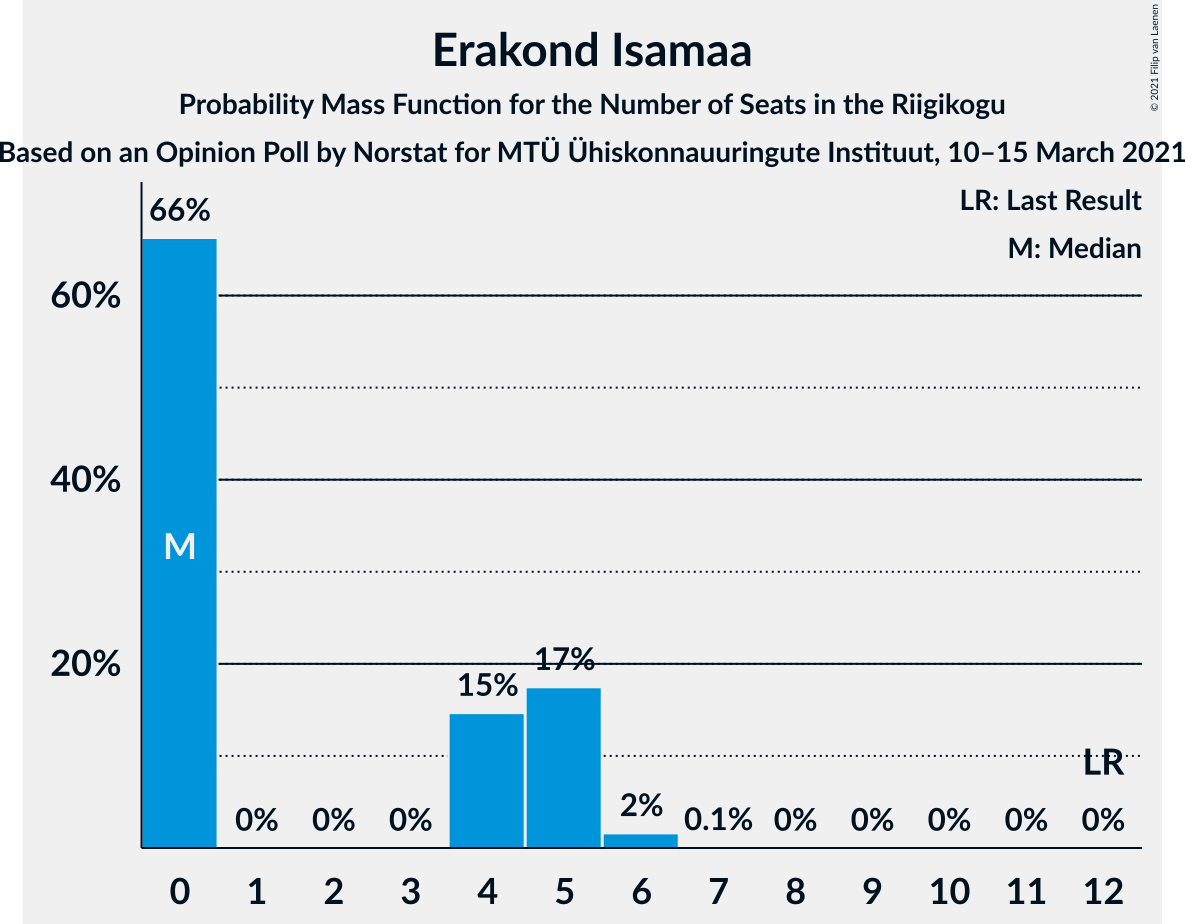 Erakond Isamaa
Probability Mass Function for the Number of Seats in the Riigikogu
Based on an Opinion Poll by Norstat for MTÜ Ühiskonnauuringute Instituut, 10–15 March 2021
© 2021 Filip van Laenen
LR: Last Result
M: Median
66%
60%
40%
M
20%
17%
15%
LR
2%
0% 0% 0% 0.1% 0% 0% 0% 0% 0%
0 1 2 3 4 5 6 7 8 9 10 11 12